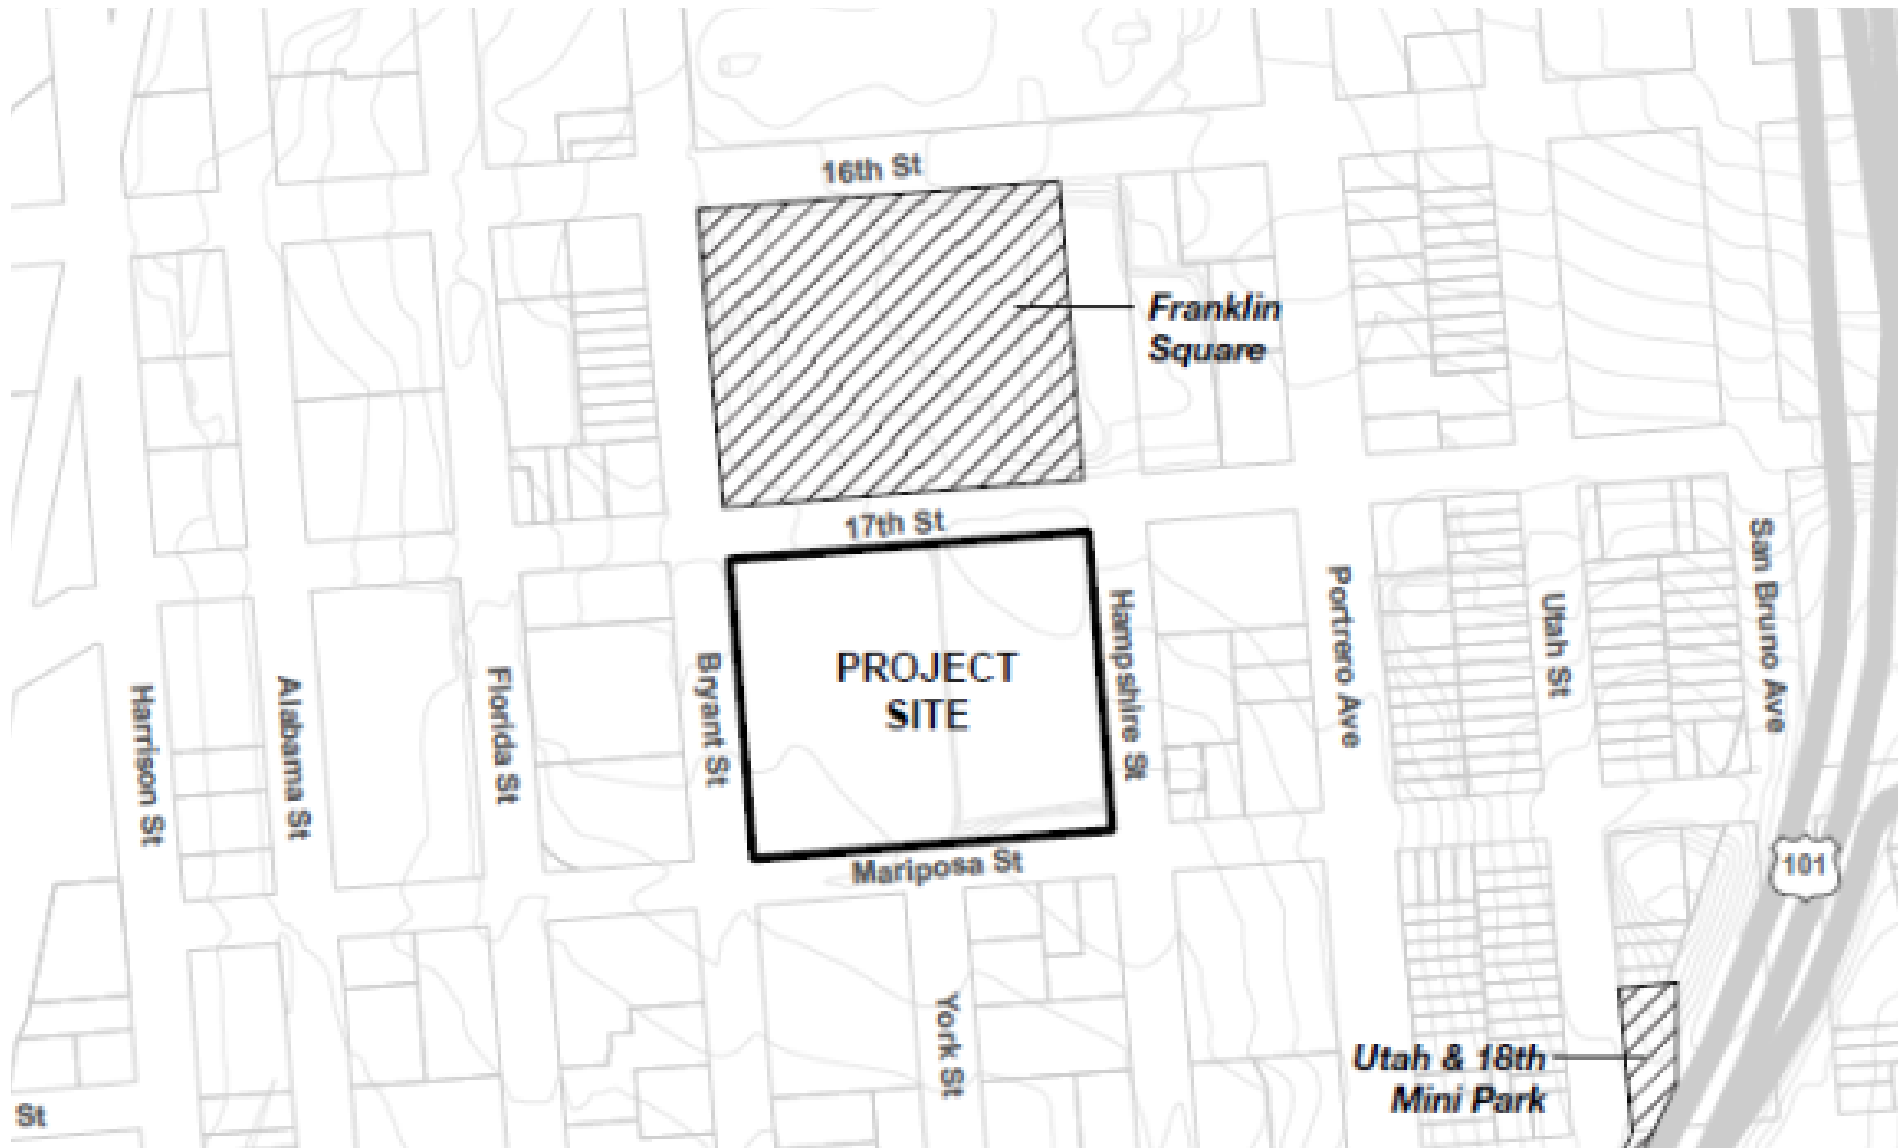 16th St
Franklin
Square
17th St
PROJECT
SITE
Harrison St
Alabama St
Florida St
Bryant St
Hampshire St
Portrero Ave
Utah St
San Bruno Ave
Mariposa St
101
York St
Utah & 18th
Mini Park
St